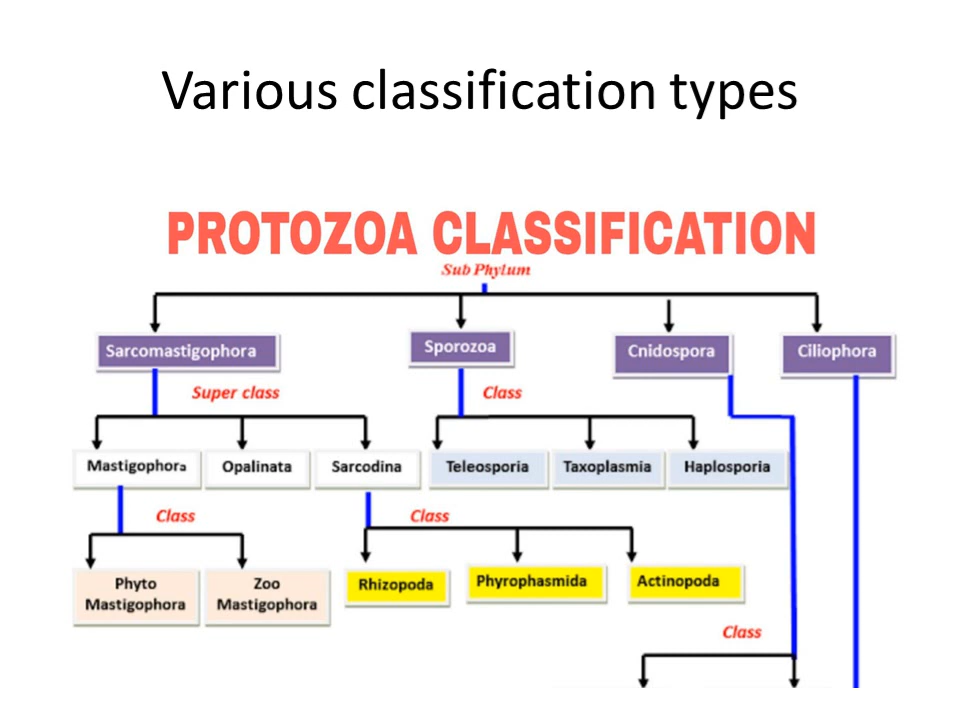 Various classification types
PROTOZOA CLASSIFICATION
Sub Phylum
Sarcomastigophora
Sporozoa
Cnidospora
Ciliophora
Super class
Class
Mastigophora
Opalinata
Sarcodina
Teleosporia
Taxoplasmia
Haplosporia
Class
Class
Phyto
Mastigophora
Zoo
Mastigophora
Rhizopoda
Phyrophasmida
Actinopoda
Class